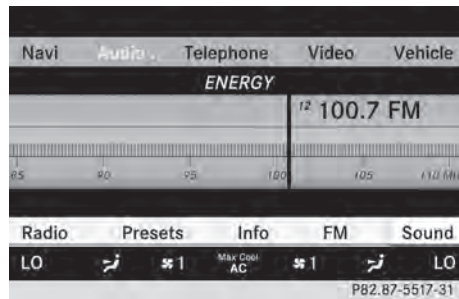 Navi Audio Telephone Video Vehicle
ENERGY
12 100.7 FM
85 90 95 100 105 110 MHz
Radio Presets Info FM Sound
LO 1 Max Cool AC 1 LO
P82.87-5517-31